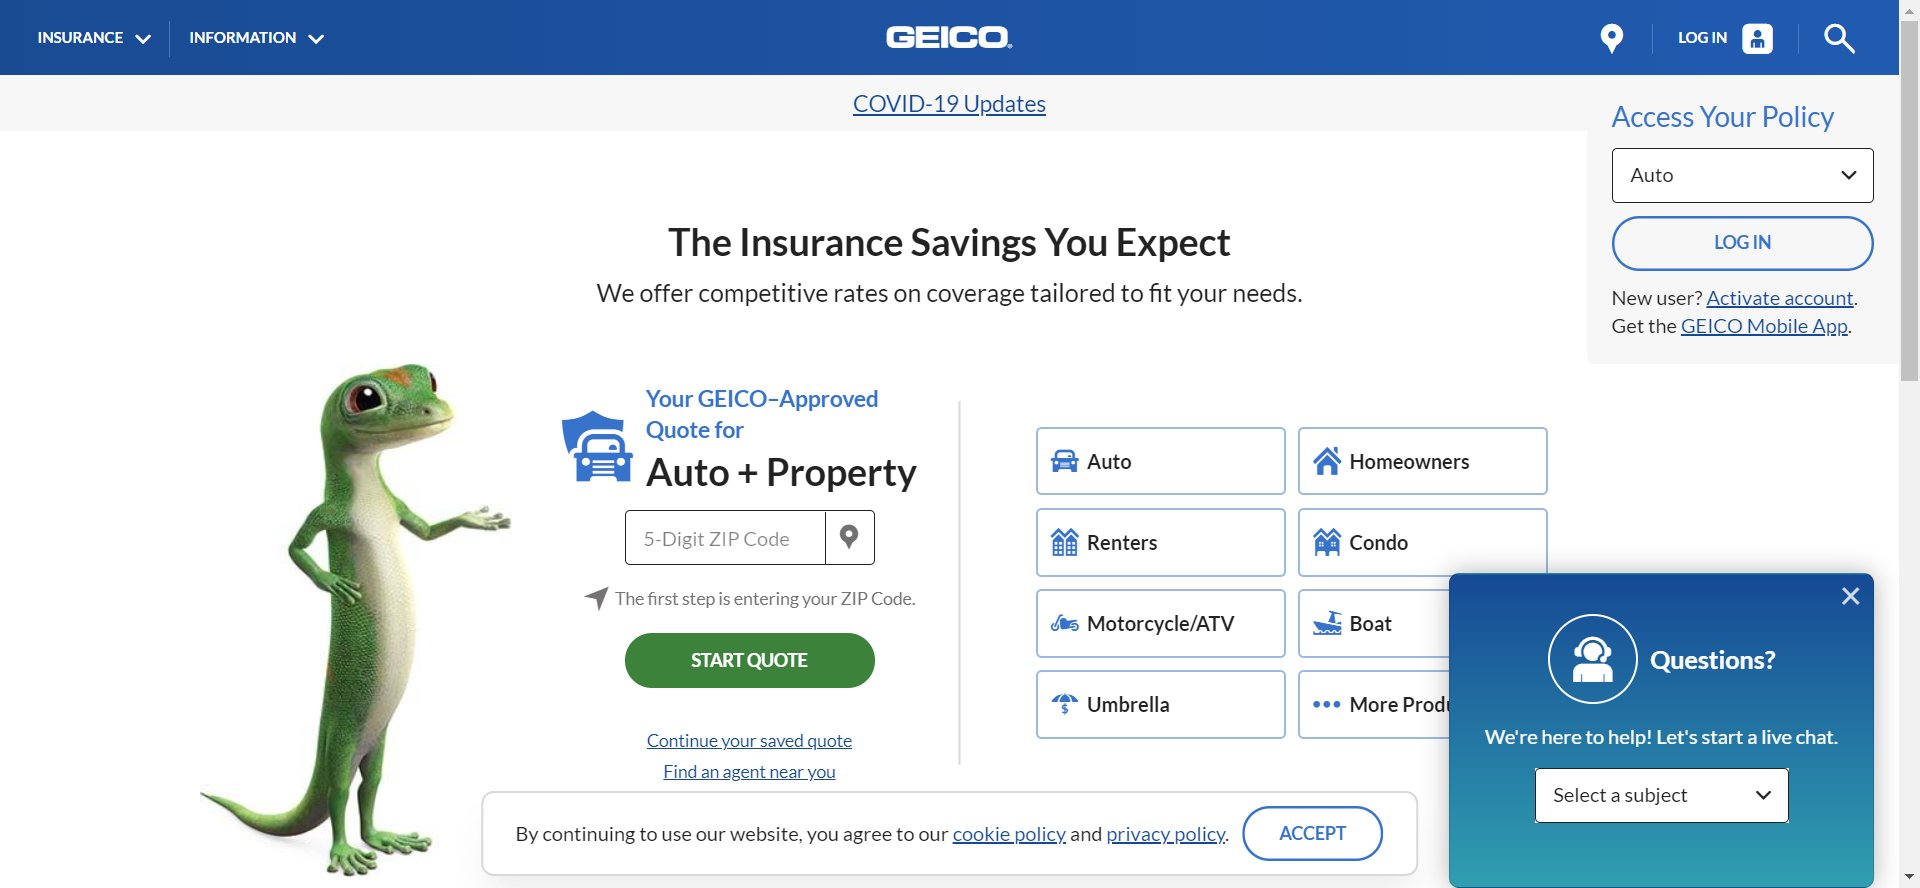 INSURANCE
INFORMATION
GEICO
LOG IN
COVID-19 Updates
Access Your Policy
Auto
LOG IN
New user? Activate account.
Get the GEICO Mobile App.
The Insurance Savings You Expect
We offer competitive rates on coverage tailored to fit your needs.
Your GEICO–Approved
Quote for
Auto + Property
5-Digit ZIP Code
The first step is entering your ZIP Code.
START QUOTE
Continue your saved quote
Find an agent near you
Auto
Homeowners
Renters
Condo
Motorcycle/ATV
Boat
Umbrella
More
Questions?
We're here to help! Let's start a live chat.
Select a subject
By continuing to use our website, you agree to our cookie policy and privacy policy.
ACCEPT